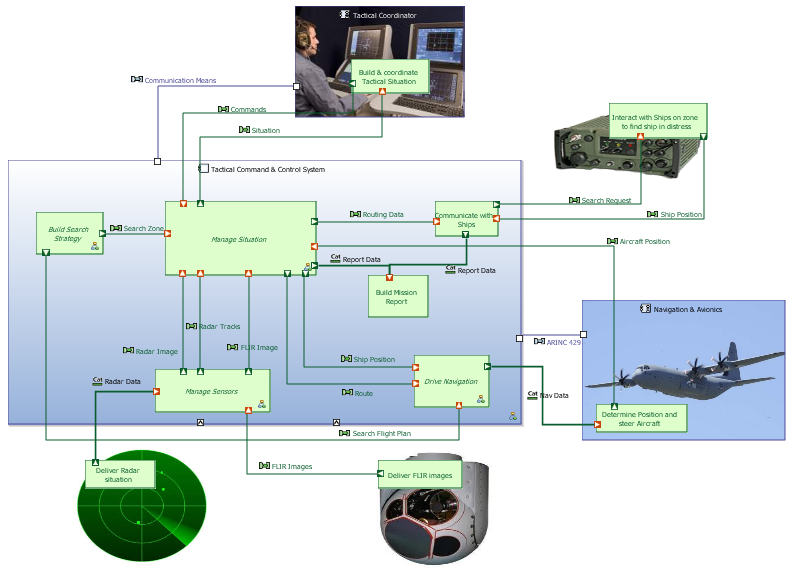 Tactical Coordinator
Build & coordinate
Tactical Situation
Communication Means
Commands
Situation
Interact with Ships on zone
to find ship in distress
Tactical Command & Control System
Search Request
Ship Position
Build Search
Strategy
Search Zone
Manage Situation
Routing Data
Communicate with
Ships
Aircraft Position
Cat Report Data
Cat Report Data
Build Mission
Report
Navigation & Avionics
Radar Tracks
Radar Image
FLIR Image
ARINC 429
Ship Position
Cat Radar Data
Manage Sensors
Route
Drive Navigation
Cat Nav Data
Determine Position and
steer Aircraft
Search Flight Plan
Deliver Radar
situation
FLIR Images
Deliver FLIR images